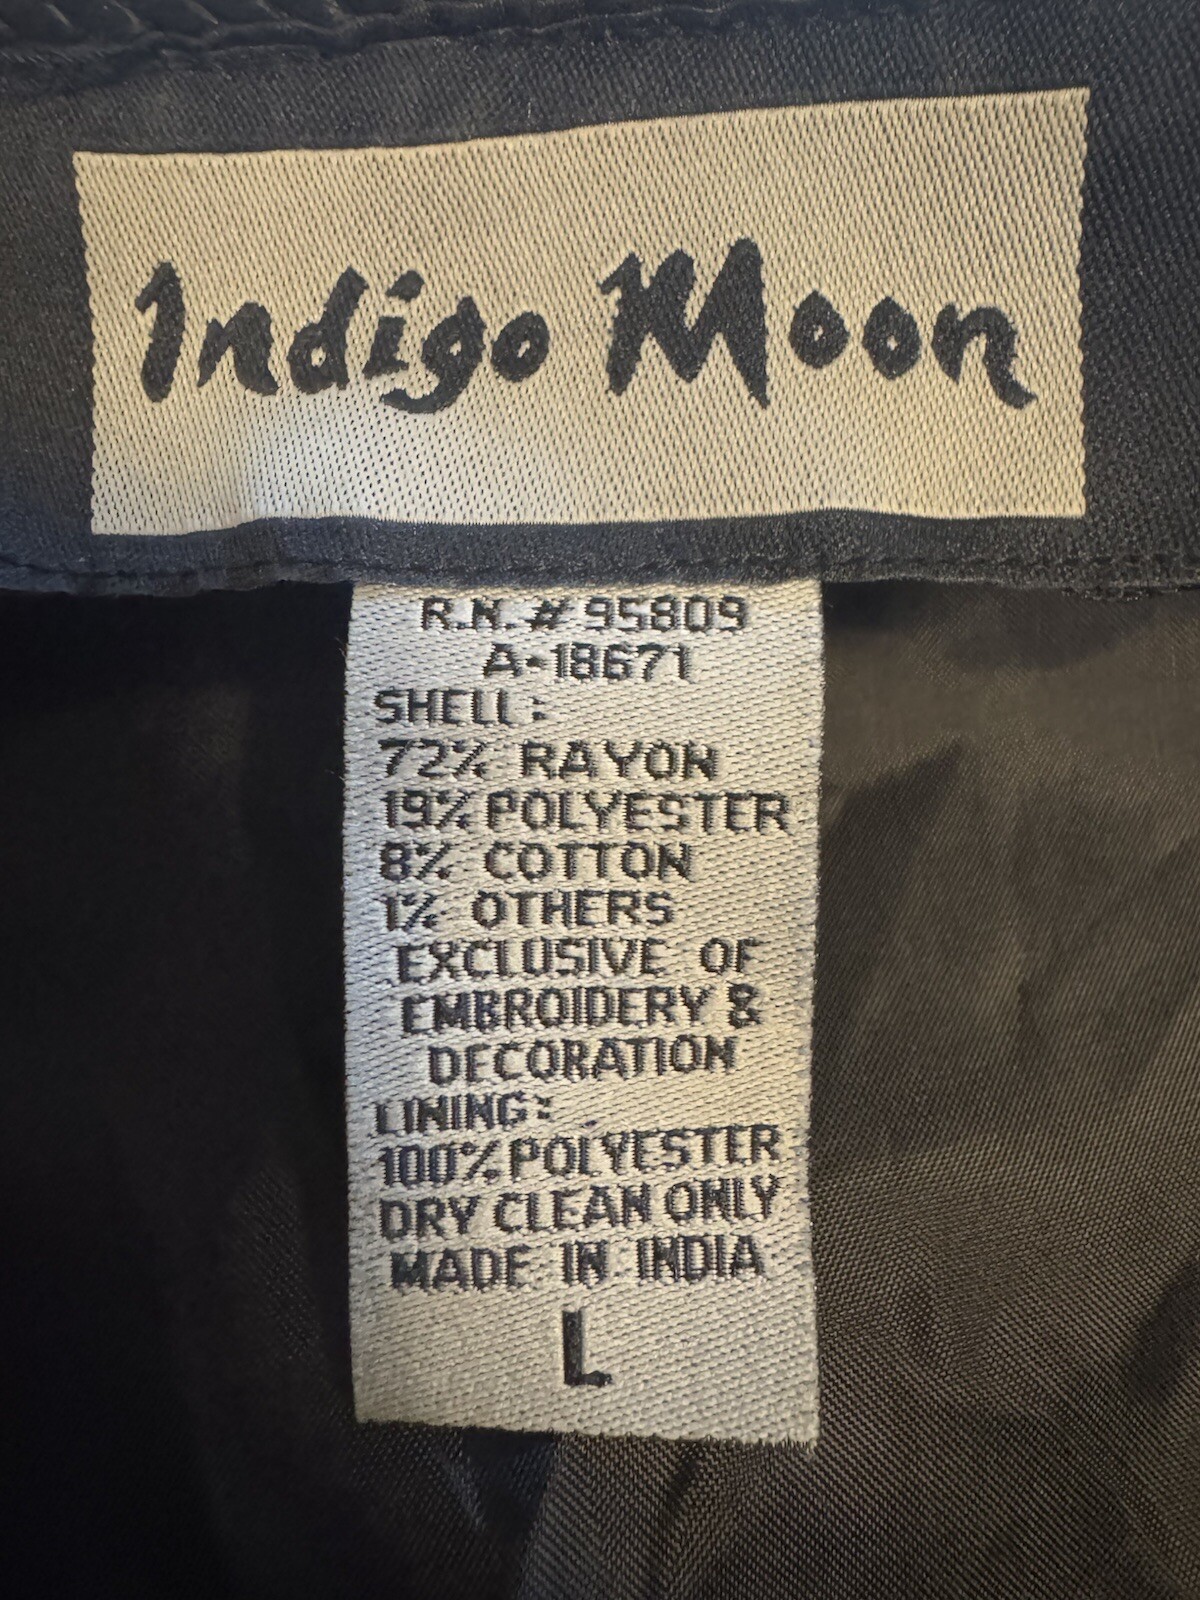 Indigo Moon
R.N. # 95809
A-18671
SHELL:
72% RAYON
19% POLYESTER
8% COTTON
1% OTHERS
EXCLUSIVE OF
EMBROIDERY &
DECORATION
LINING:
100% POLYESTER
DRY CLEAN ONLY
MADE IN INDIA
L